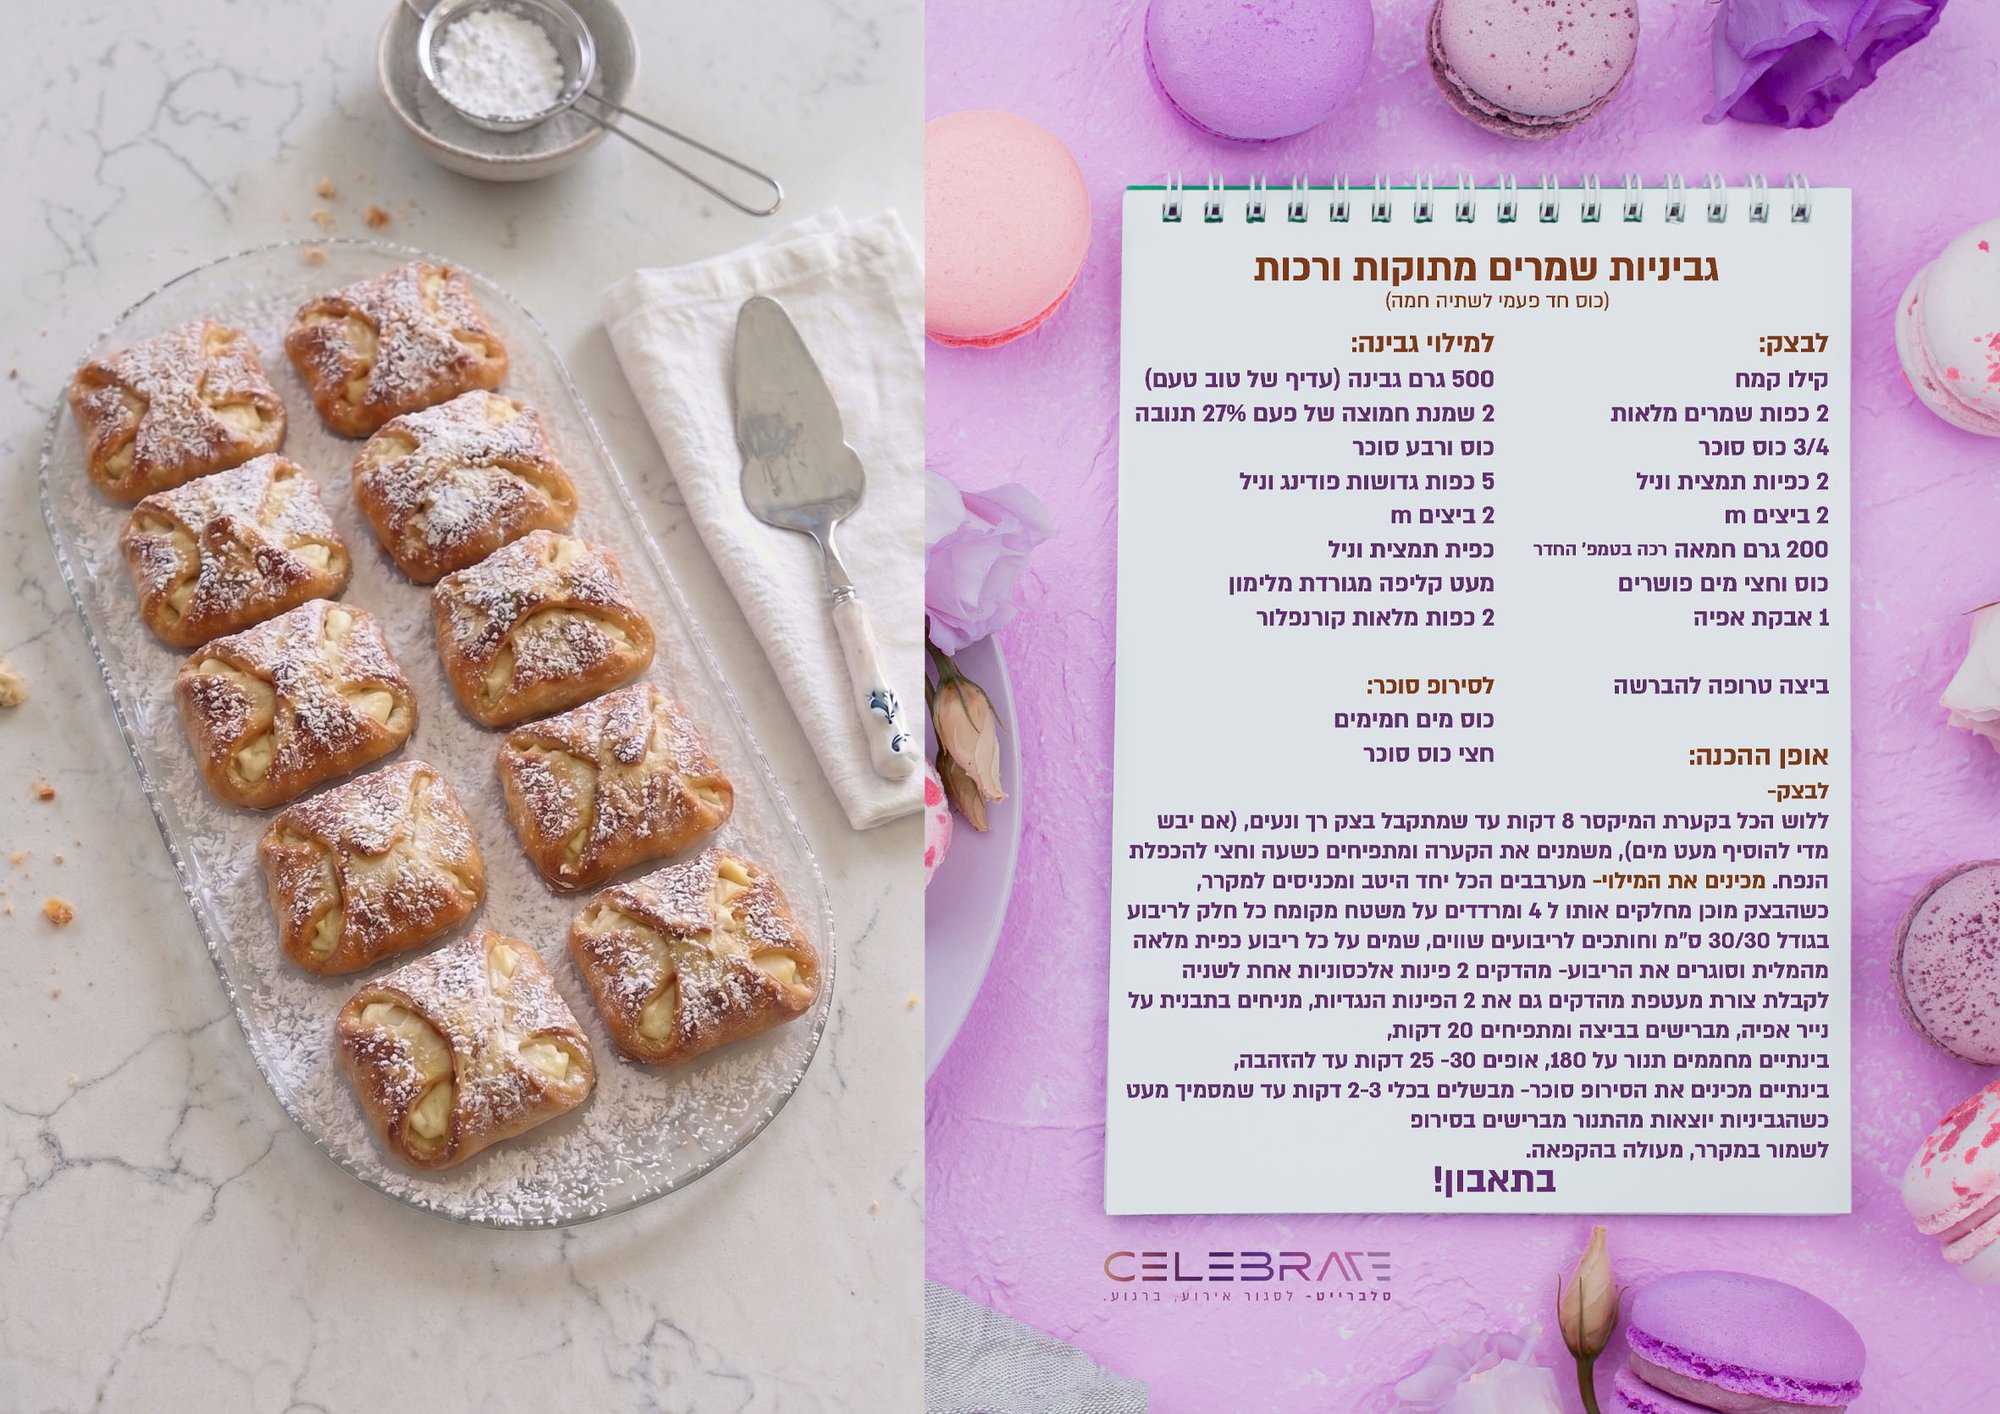 גביניות שמרים מתוקות ורכות
(כוס חד פעמי לשתיה חמה)
לבצק:
קילו קמח
2 כפות שמרים מלאות
3/4 כוס סוכר
2 כפיות תמצית וניל
2 ביצים m
200 גרם חמאה רכה בטמפ' החדר
כוס וחצי מים פושרים
1 אבקת אפיה
ביצה טרופה להברשה
למילוי גבינה:
500 גרם גבינה (עדיף של טוב טעם)
2 שמנת חמוצה של פעם 27% תנובה
כוס ורבע סוכר
5 כפות גדושות פודינג וניל
2 ביצים m
כפית תמצית וניל
מעט קליפה מגורדת מלימון
2 כפות מלאות קורנפלור
לסירופ סוכר:
כוס מים חמימים
חצי כוס סוכר
אופן ההכנה:
לבצק-
ללוש הכל בקערת המיקסר 8 דקות עד שמתקבל בצק רך ונעים, (אם יבש
מדי להוסיף מעט מים), משמנים את הקערה ומתפיחים כשעה וחצי להכפלת
הנפח. מכינים את המילוי- מערבבים הכל יחד היטב ומכניסים למקרר,
כשהבצק מוכן מחלקים אותו ל 4 ומרדדים על משטח מקומח כל חלק לריבוע
בגודל 30/30 ס"מ וחותכים לריבועים שווים, שמים על כל ריבוע כפית מלאה
מהמלית וסוגרים את הריבוע- מהדקים 2 פינות אלכסוניות אחת לשניה
לקבלת צורת מעטפת מהדקים גם את 2 הפינות הנגדיות, מניחים בתבנית על
נייר אפיה, מברישים בביצה ומתפיחים 20 דקות,
בינתיים מחממים תנור על 180, אופים 30- 25 דקות עד להזהבה,
בינתיים מכינים את הסירופ סוכר- מבשלים בכלי 2-3 דקות עד שמסמיך מעט
כשהגביניות יוצאות מהתנור מברישים בסירופ
לשמור במקרר, מעולה בהקפאה.
בתאבון!
CELEBRATE
סלברייט- לסגור אירוע, ברגוע.